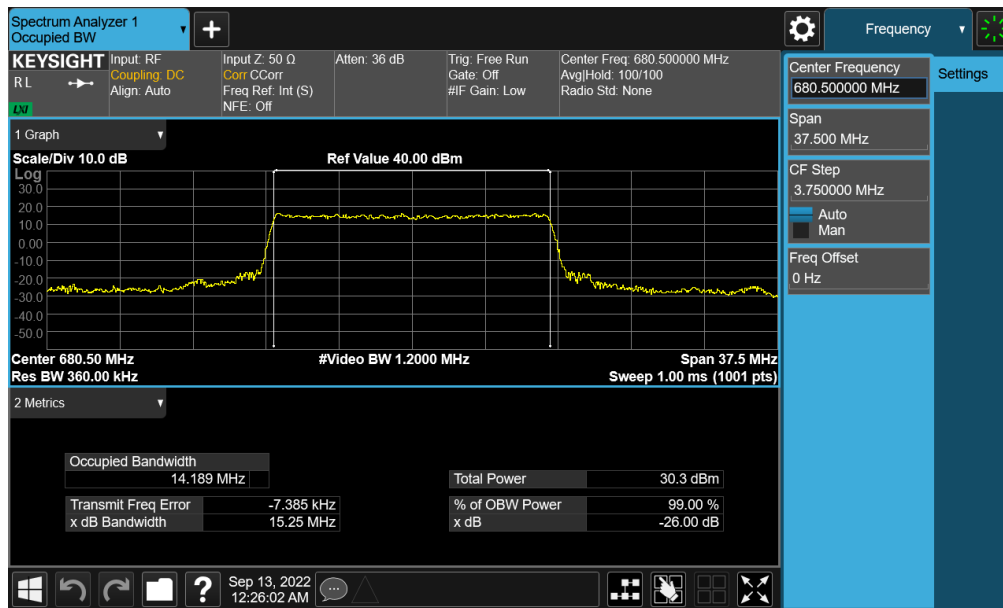 Spectrum Analyzer 1
Occupied BW
+
Frequency
KEYSIGHT
R L
LXI
Input: RF
Coupling: DC
Align: Auto
Input Z: 50 Ω
Corr CCorr
Freq Ref: Int (S)
NFE: Off
Atten: 36 dB
Trig: Free Run
Gate: Off
#IF Gain: Low
Center Freq: 680.500000 MHz
Avg|Hold: 100/100
Radio Std: None
Center Frequency
680.500000 MHz
Settings
Span
37.500 MHz
CF Step
3.750000 MHz
Auto
Man
Freq Offset
0 Hz
1 Graph
Scale/Div 10.0 dB
Ref Value 40.00 dBm
Log
30.0
20.0
10.0
0.00
-10.0
-20.0
-30.0
-40.0
-50.0
Center 680.50 MHz
#Video BW 1.2000 MHz
Span 37.5 MHz
Res BW 360.00 kHz
Sweep 1.00 ms (1001 pts)
2 Metrics
Occupied Bandwidth
14.189 MHz
Total Power 30.3 dBm
Transmit Freq Error -7.385 kHz
% of OBW Power 99.00 %
x dB Bandwidth 15.25 MHz
x dB -26.00 dB
?
Sep 13, 2022
12:26:02 AM